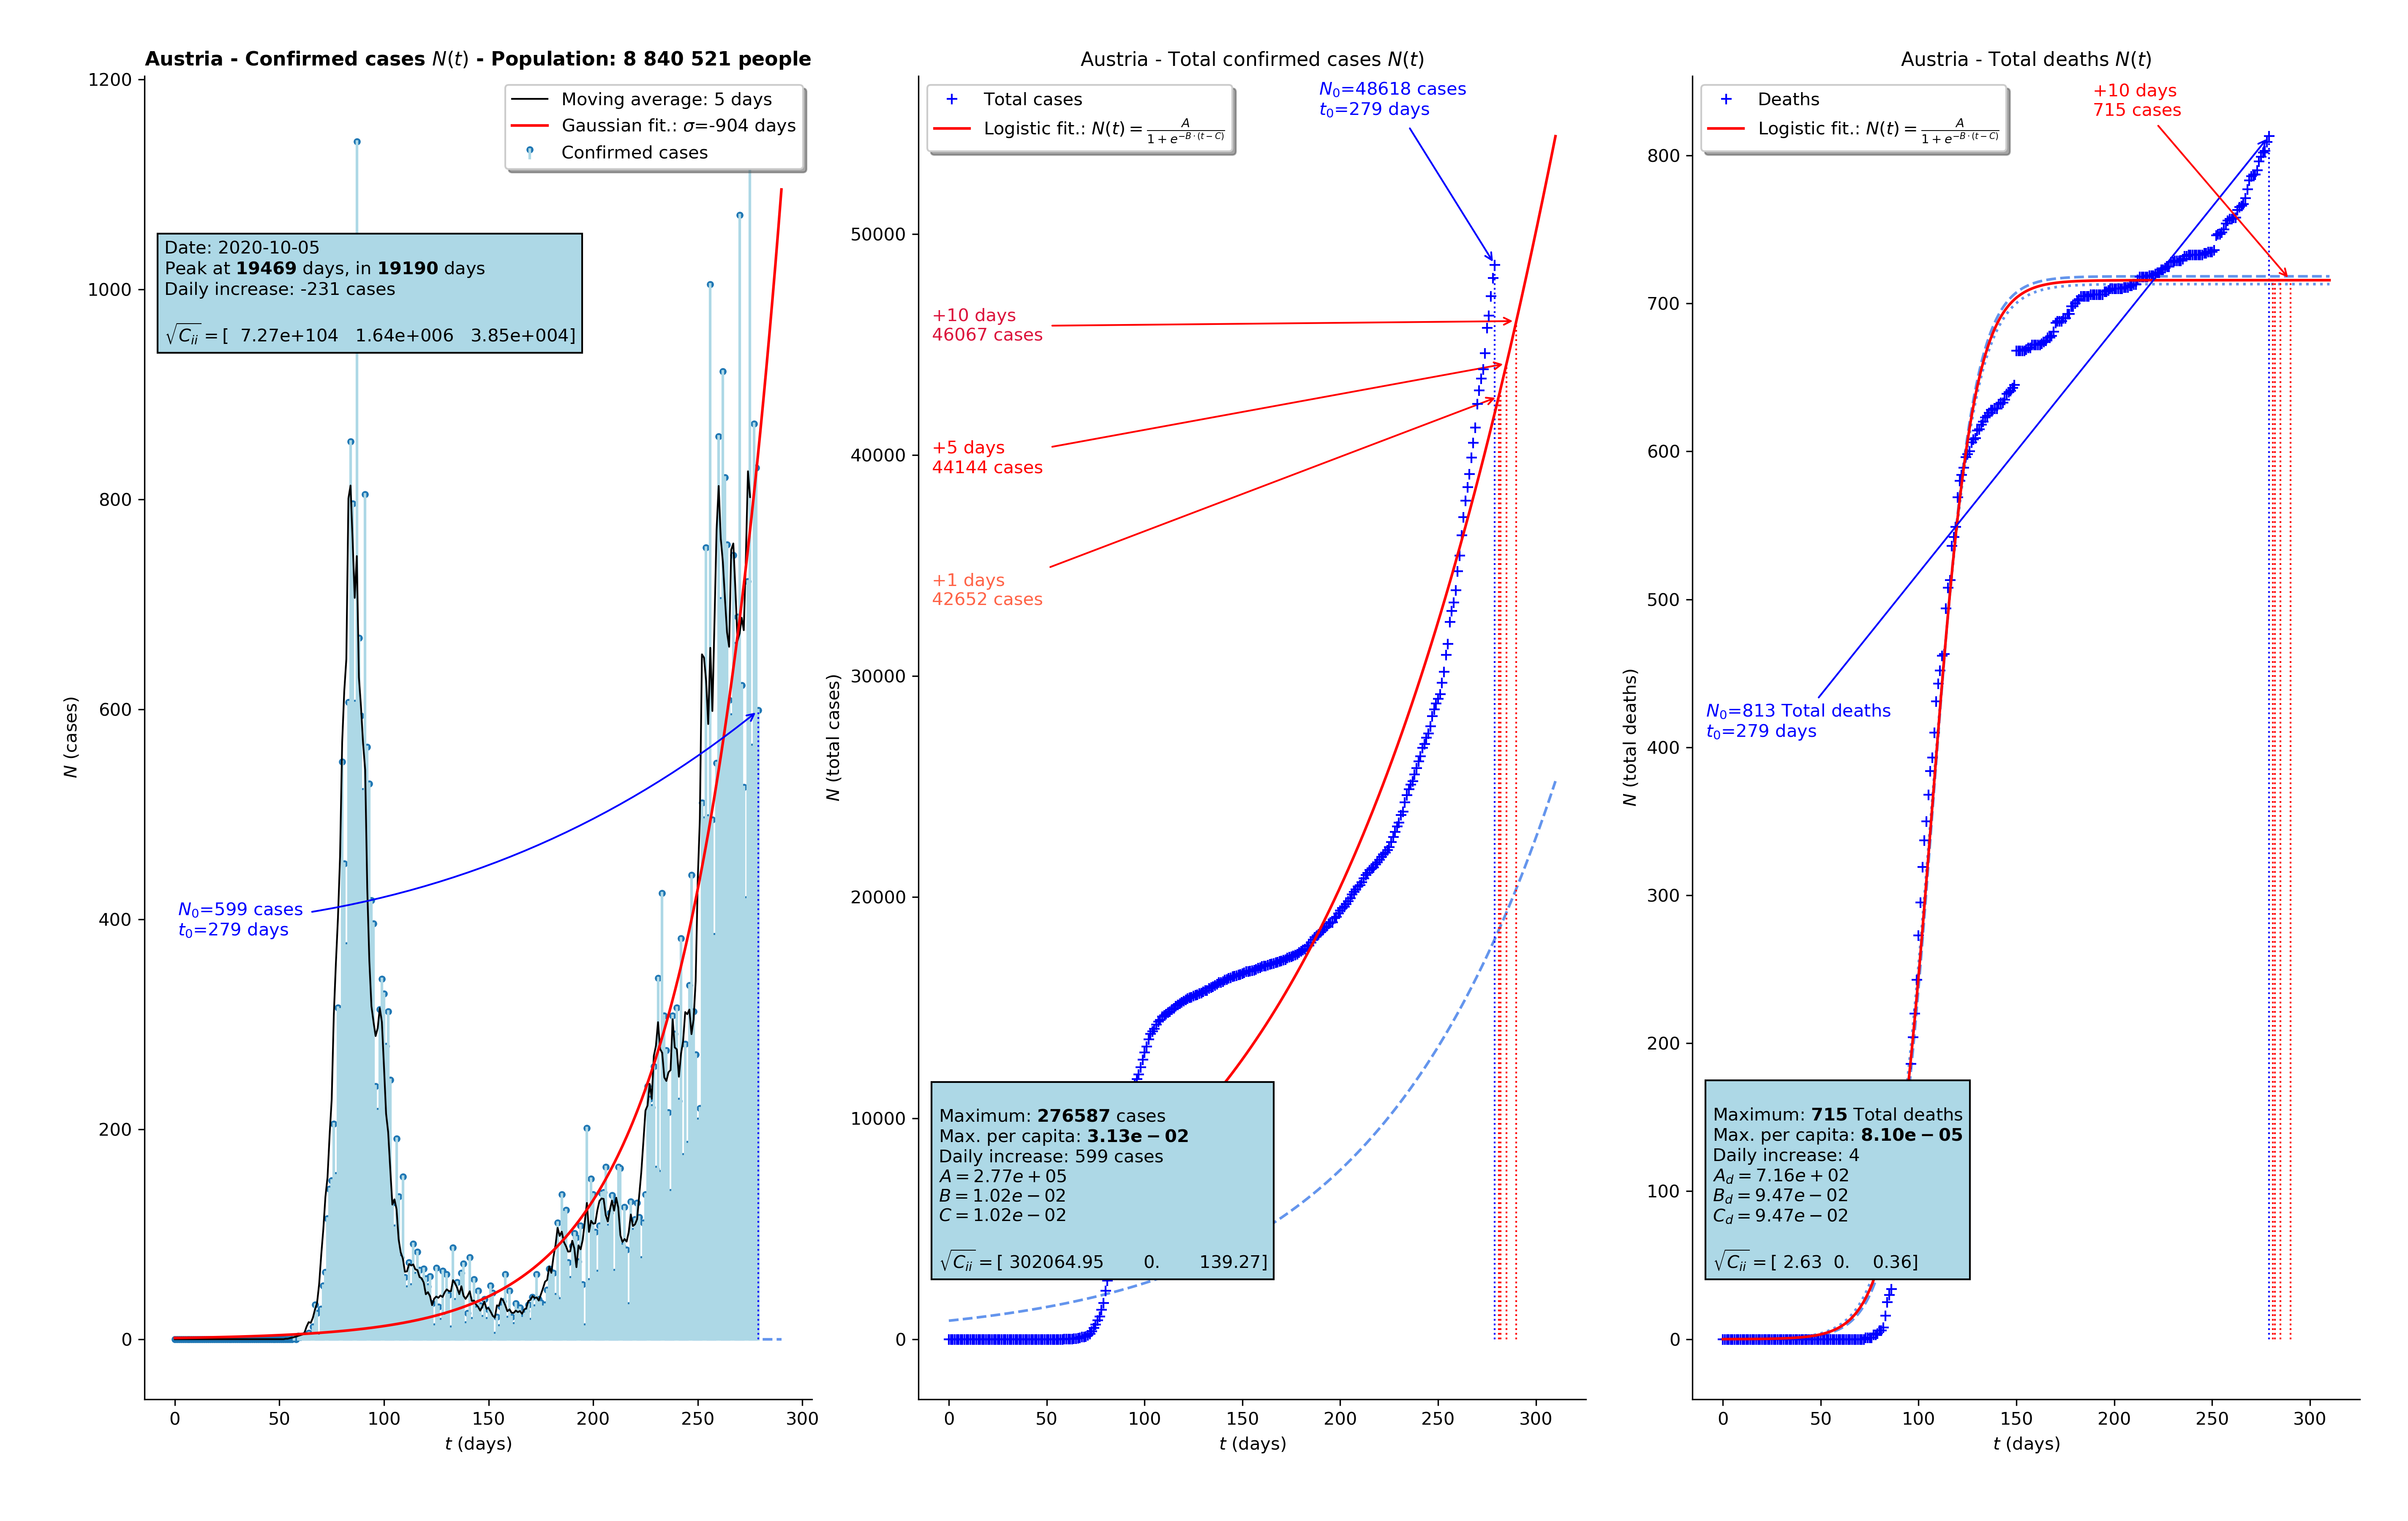 Austria - Confirmed cases N(t) - Population: 8 840 521 people
Moving average: 5 days
Gaussian fit.: σ=-904 days
Confirmed cases
Date: 2020-10-05
Peak at 19469 days, in 19190 days
Daily increase: -231 cases
√C_ii = [ 7.27e+104 1.64e+006 3.85e+004]
N₀=599 cases
t₀=279 days
N (cases)
1200
1000
800
600
400
200
0
0 50 100 150 200 250 300
t (days)
Austria - Total confirmed cases N(t)
Total cases
Logistic fit.: N(t) = A / 1 + e^{-B·(t-C)}
N₀=48618 cases
t₀=279 days
+10 days
46067 cases
+5 days
44144 cases
+1 days
42652 cases
Maximum: 276587 cases
Max. per capita: 3.13e − 02
Daily increase: 599 cases
A = 2.77e + 05
B = 1.02e − 02
C = 1.02e − 02
√C_ii = [ 302064.95 0. 139.27]
N (total cases)
50000
40000
30000
20000
10000
0
0 50 100 150 200 250 300
t (days)
Austria - Total deaths N(t)
Deaths
Logistic fit.: N(t) = A / 1 + e^{-B·(t-C)}
+10 days
715 cases
N₀=813 Total deaths
t₀=279 days
Maximum: 715 Total deaths
Max. per capita: 8.10e − 05
Daily increase: 4
A_d = 7.16e + 02
B_d = 9.47e − 02
C_d = 9.47e − 02
√C_ii = [ 2.63 0. 0.36]
N (total deaths)
800
700
600
500
400
300
200
100
0
0 50 100 150 200 250 300
t (days)